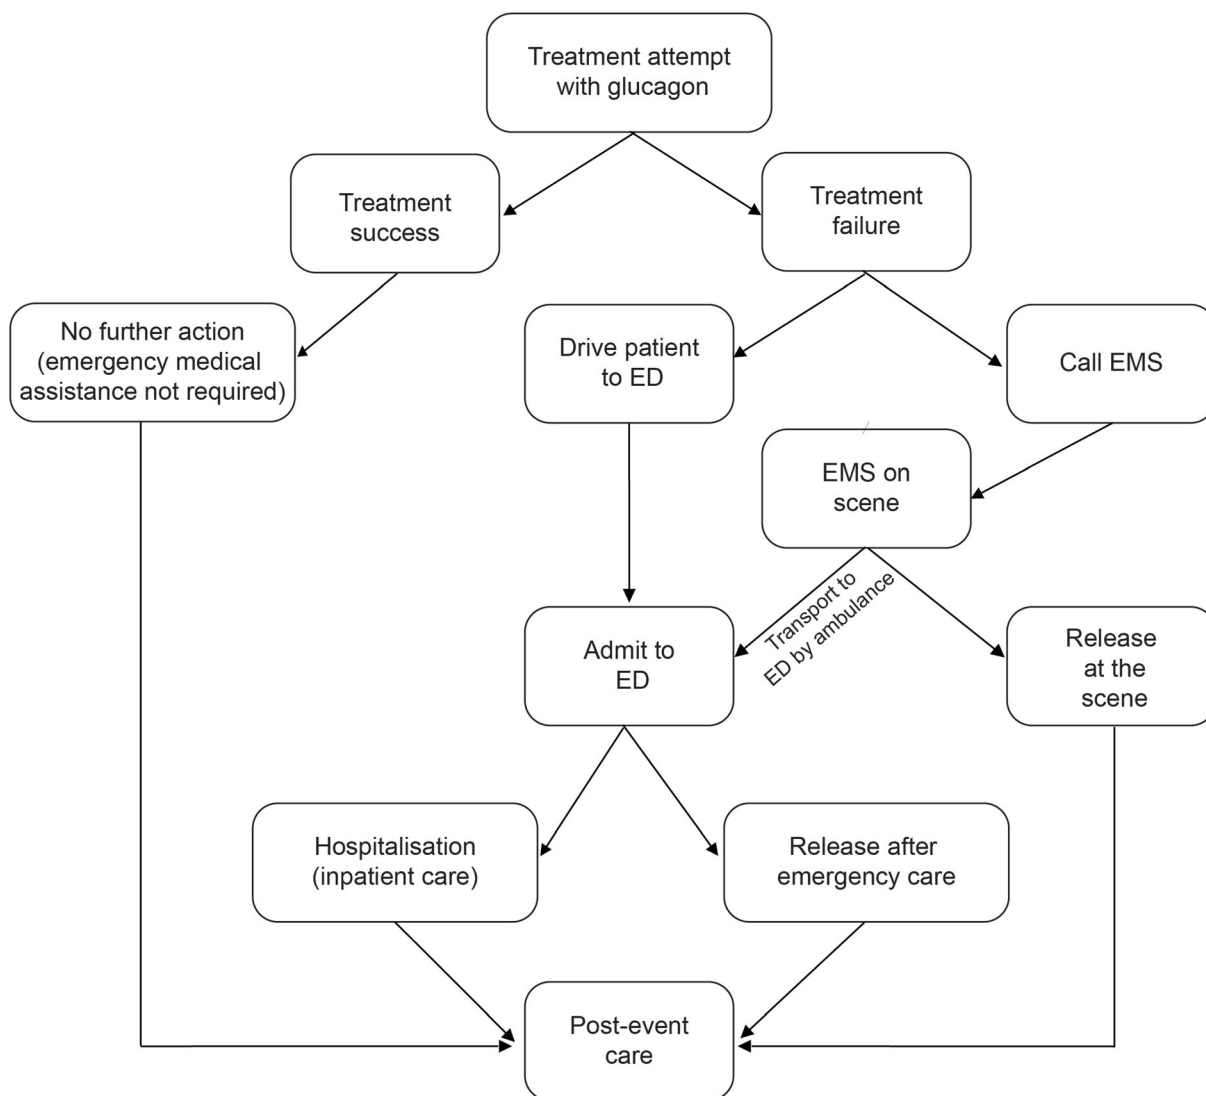 Treatment attempt
with glucagon
Treatment
success
Treatment
failure
No further action
(emergency medical
assistance not required)
Drive patient
to ED
Call EMS
EMS on
scene
Transport to
ED by ambulance
Admit to
ED
Release
at the
scene
Hospitalisation
(inpatient care)
Release after
emergency care
Post-event
care